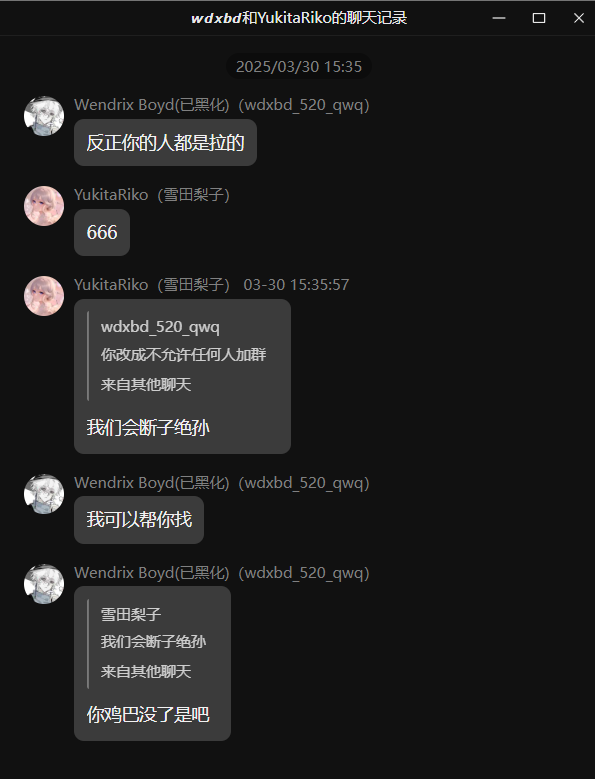 wdxbd和YukitaRiko的聊天记录
2025/03/30 15:35
Wendrix Boyd(已黑化)（wdxbd_520_qwq）
反正你的人都是拉的
YukitaRiko（雪田梨子）
666
YukitaRiko（雪田梨子） 03-30 15:35:57
wdxbd_520_qwq
你改成不允许任何人加群
来自其他聊天
我们会断子绝孙
Wendrix Boyd(已黑化)（wdxbd_520_qwq）
我可以帮你找
Wendrix Boyd(已黑化)（wdxbd_520_qwq）
雪田梨子
我们会断子绝孙
来自其他聊天
你鸡巴没了是吧